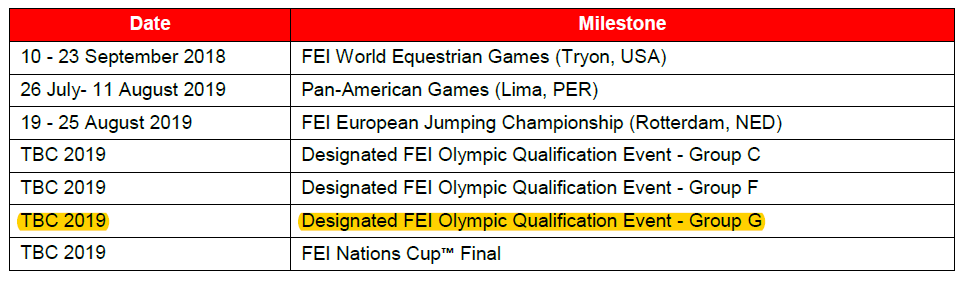 Date Milestone
10 - 23 September 2018 FEI World Equestrian Games (Tryon, USA)
26 July- 11 August 2019 Pan-American Games (Lima, PER)
19 - 25 August 2019 FEI European Jumping Championship (Rotterdam, NED)
TBC 2019 Designated FEI Olympic Qualification Event - Group C
TBC 2019 Designated FEI Olympic Qualification Event - Group F
TBC 2019 Designated FEI Olympic Qualification Event - Group G
TBC 2019 FEI Nations Cup™ Final